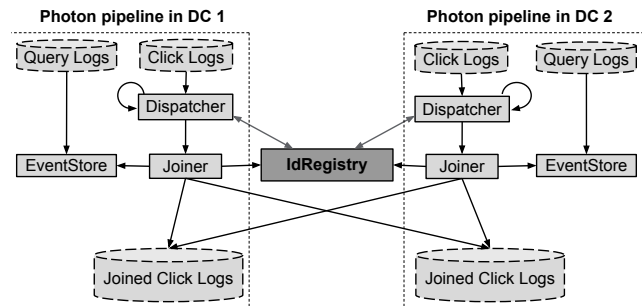 Photon pipeline in DC 1
Photon pipeline in DC 2
Query Logs
Click Logs
Click Logs
Query Logs
Dispatcher
Dispatcher
EventStore
Joiner
IdRegistry
Joiner
EventStore
Joined Click Logs
Joined Click Logs